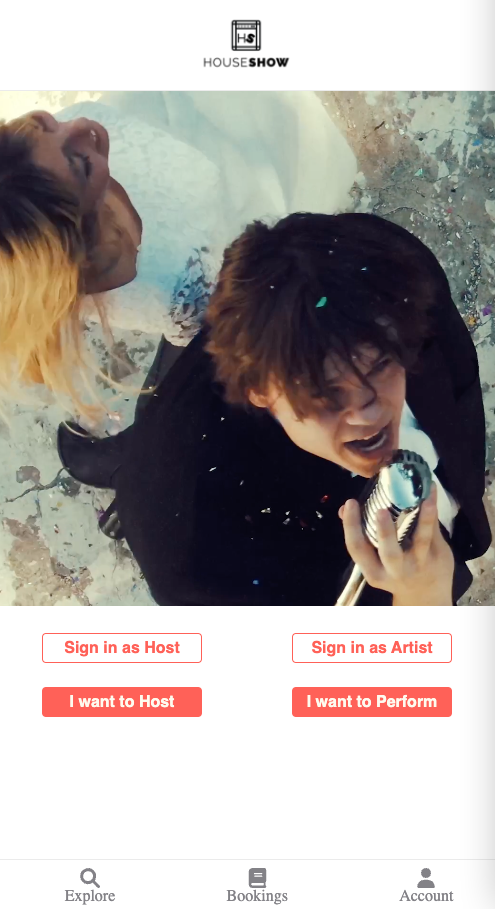 HS
HOUSESHOW
Sign in as Host
Sign in as Artist
I want to Host
I want to Perform
Explore
Bookings
Account